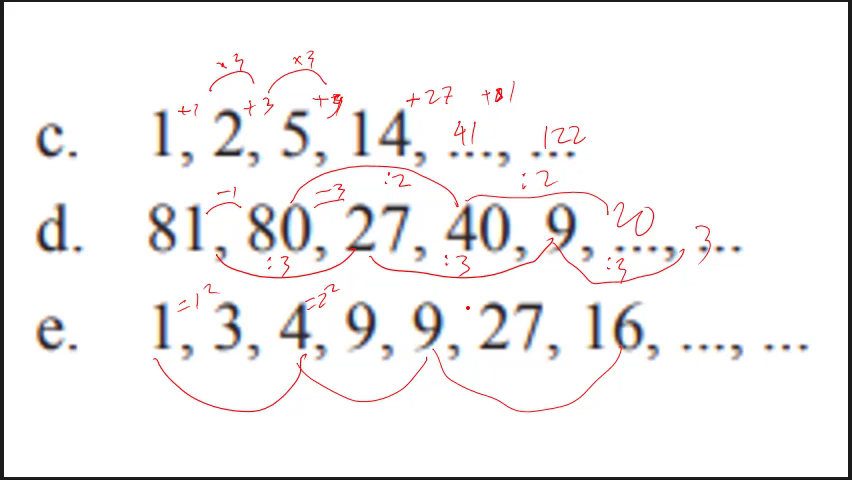 ×3 ×3
+1 +3 +9 +27 +81
c. 1, 2, 5, 14, ..., ...
41 122
-1 -3 :2 :2
d. 81, 80, 27, 40, 9, ..., ...
20 3
:3 :3 :3
=1² =2²
e. 1, 3, 4, 9, 9, 27, 16, ..., ...